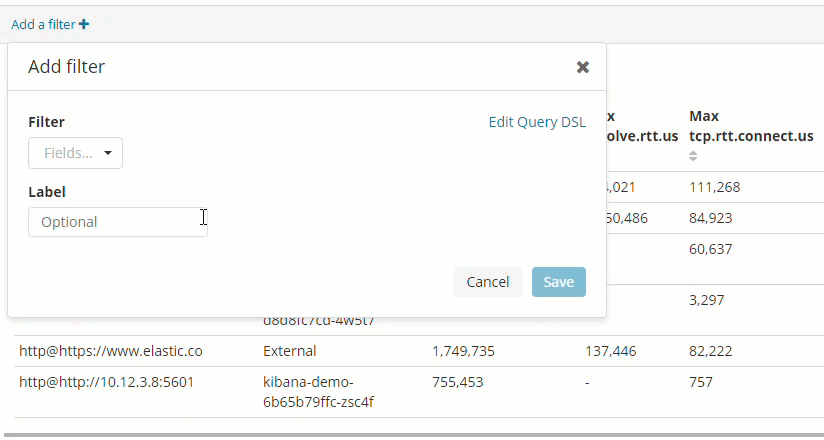 Add a filter +
Add filter
Filter
Edit Query DSL
Fields...
Label
Optional
Cancel
Save
x
Max
olve.rtt.us
tcp.rtt.connect.us
,021
111,268
50,486
84,923
60,637
3,297
d8d8fc7cd-4w5t7
http@https://www.elastic.co
External
1,749,735
137,446
82,222
http@http://10.12.3.8:5601
kibana-demo-
6b65b79ffc-zsc4f
755,453
-
757